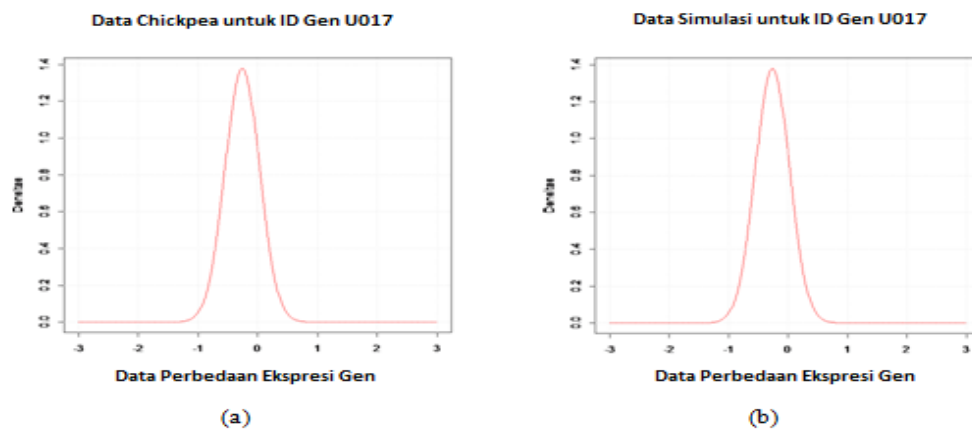 Data Chickpea untuk ID Gen U017
1.4
1.2
1.0
0.8
0.6
0.4
0.2
0.0
Densitas
-3 -2 -1 0 1 2 3
Data Perbedaan Ekspresi Gen
(a)
Data Simulasi untuk ID Gen U017
1.4
1.2
1.0
0.8
0.6
0.4
0.2
0.0
Densitas
-3 -2 -1 0 1 2 3
Data Perbedaan Ekspresi Gen
(b)